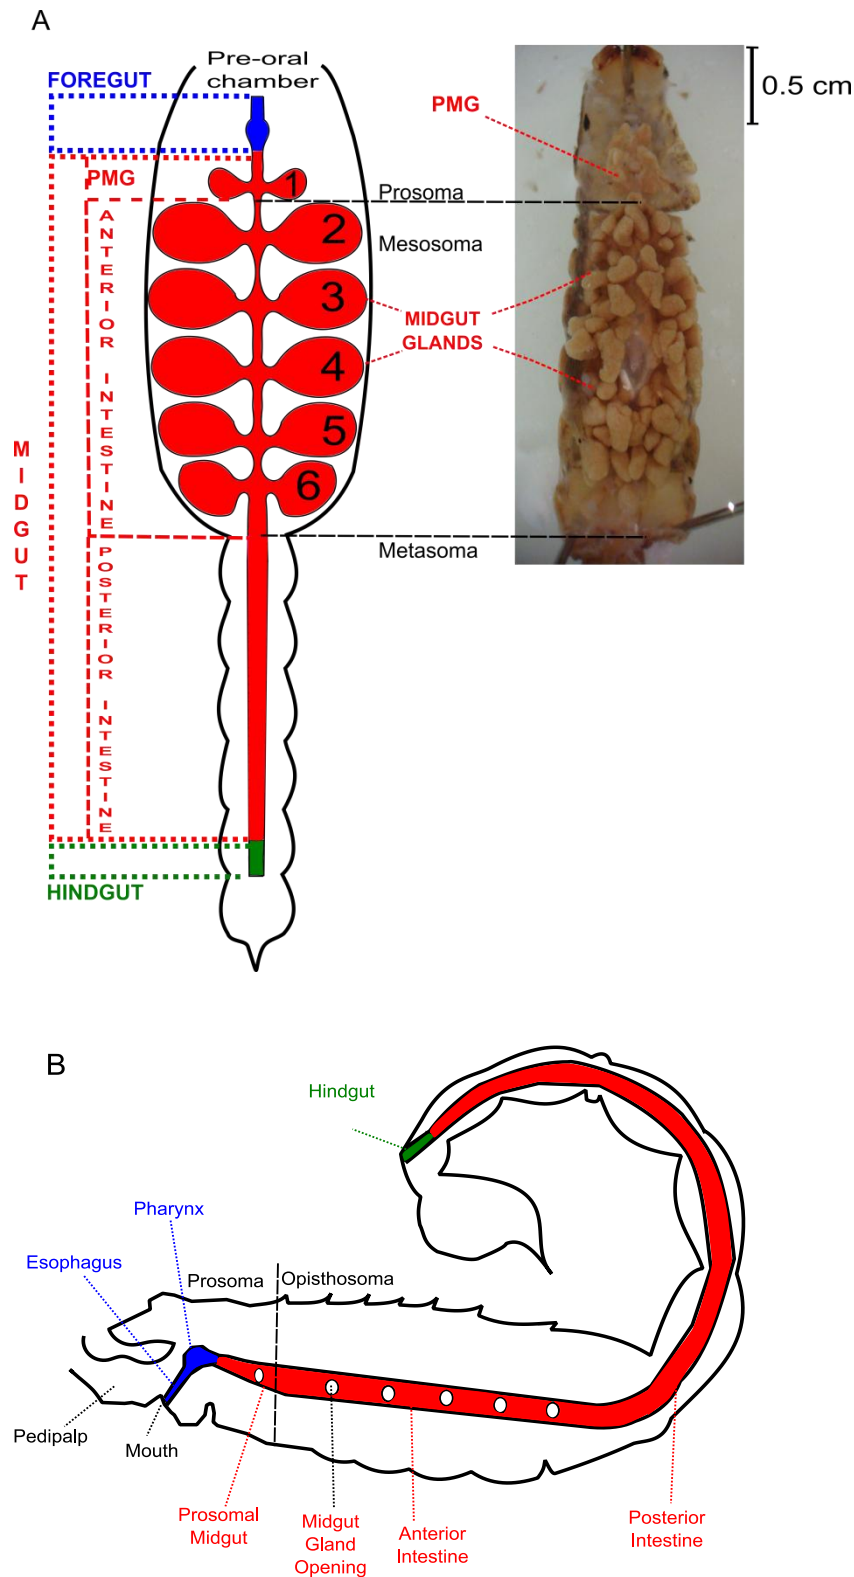 A
Pre-oral
chamber
FOREGUT
0.5 cm
PMG
PMG
1
Prosoma
2
Mesosoma
3
MIDGUT
GLANDS
4
5
6
ANTERIOR INTESTINE
MIDGUT
Metasoma
POSTERIOR INTESTINE
HINDGUT
B
Hindgut
Pharynx
Esophagus
Prosoma
Opisthosoma
Pedipalp
Mouth
Prosomal
Midgut
Midgut
Gland
Opening
Anterior
Intestine
Posterior
Intestine